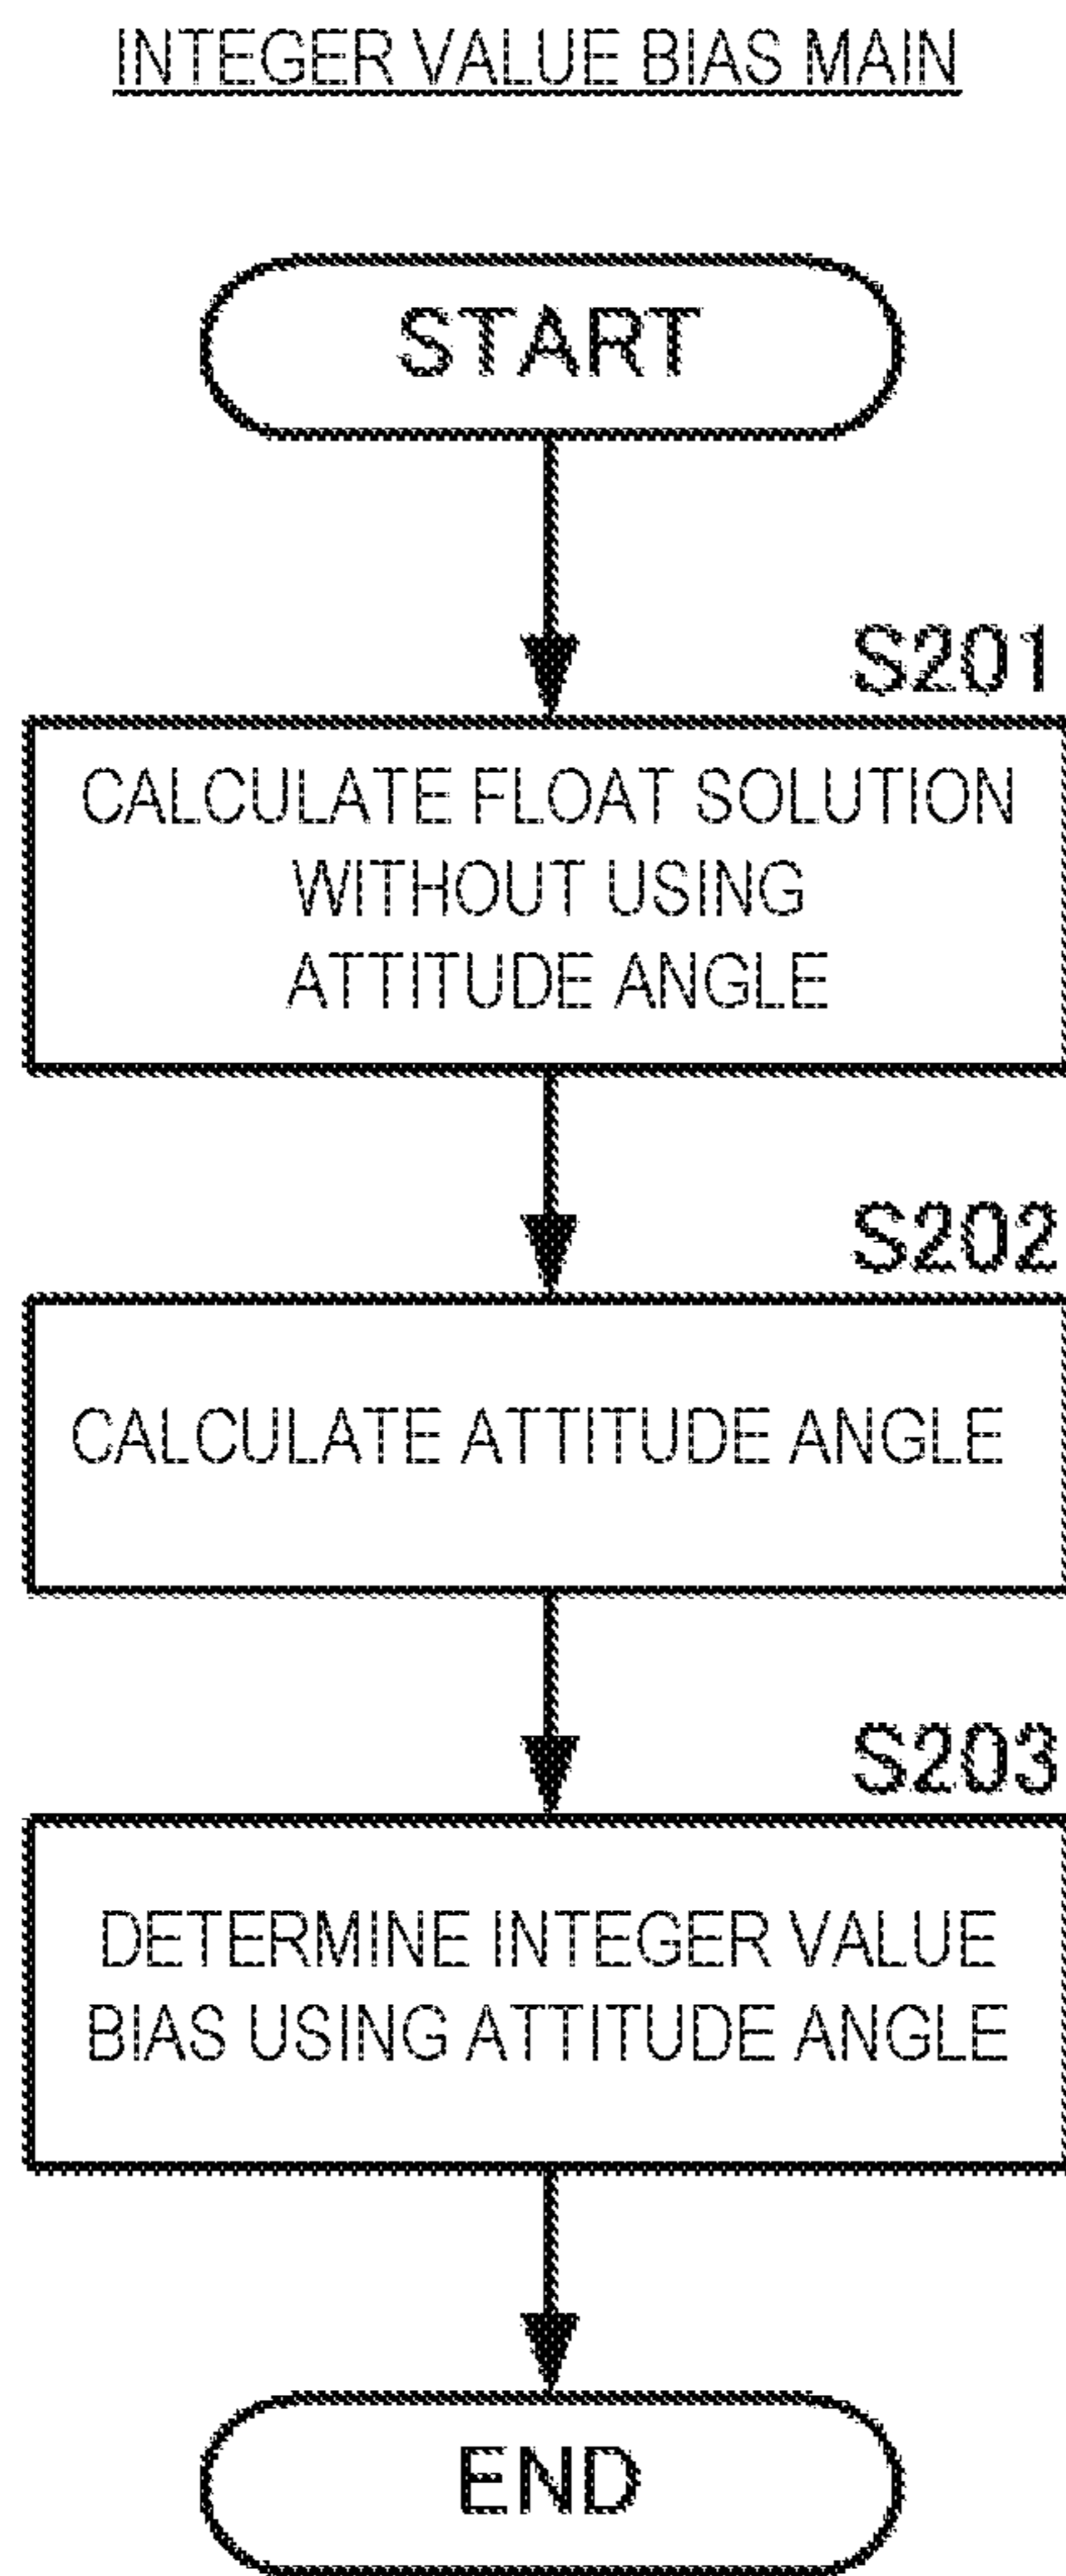 INTEGER VALUE BIAS MAIN
START
S201
CALCULATE FLOAT SOLUTION
WITHOUT USING
ATTITUDE ANGLE
S202
CALCULATE ATTITUDE ANGLE
S203
DETERMINE INTEGER VALUE
BIAS USING ATTITUDE ANGLE
END